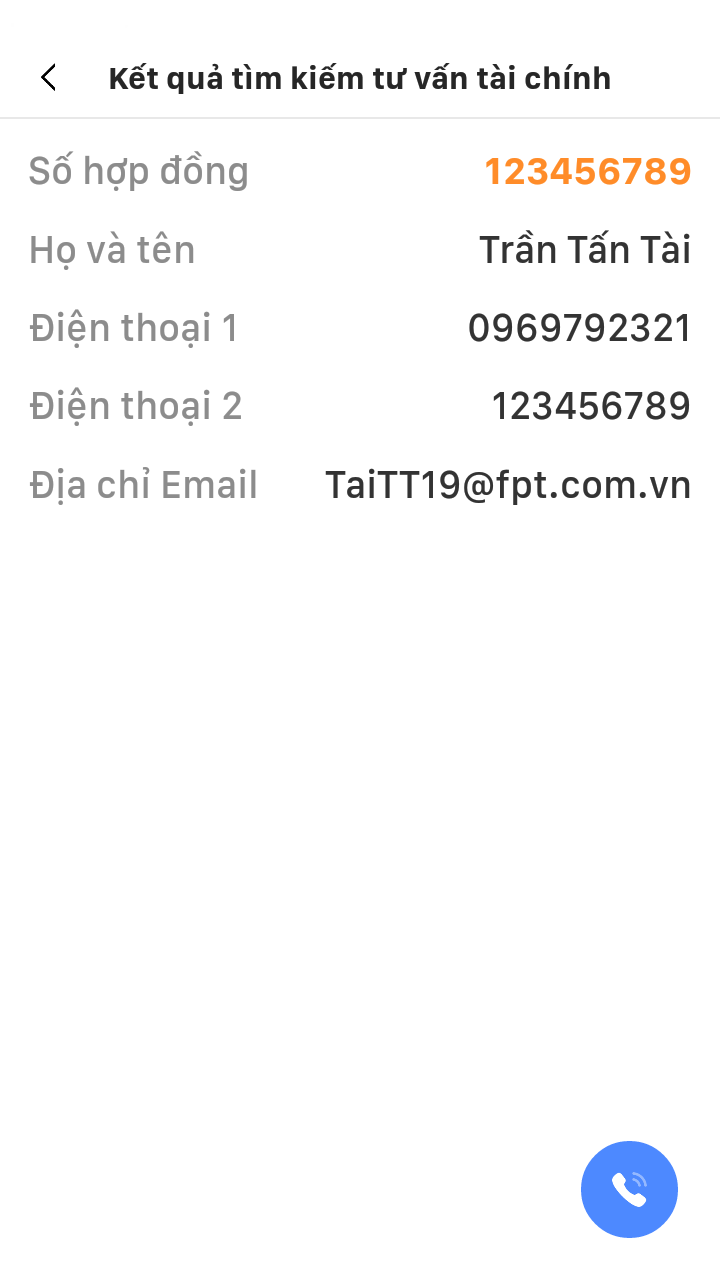 Kết quả tìm kiếm tư vấn tài chính
Số hợp đồng 123456789
Họ và tên Trần Tấn Tài
Điện thoại 1 0969792321
Điện thoại 2 123456789
Địa chỉ Email TaiTT19@fpt.com.vn